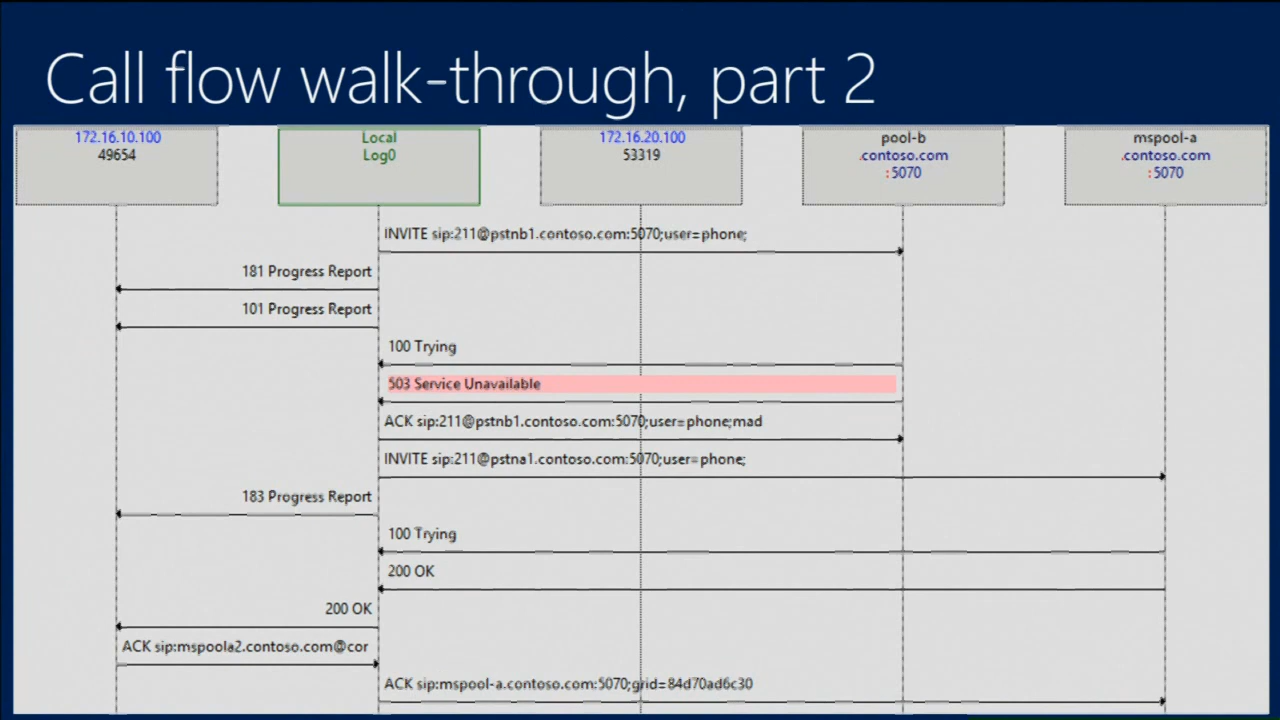 Call flow walk-through, part 2
172.16.10.100
49654
Local
Log0
172.16.20.100
53319
pool-b
.contoso.com
:5070
mspool-a
.contoso.com
:5070
INVITE sip:211@pstnb1.contoso.com:5070;user=phone;
181 Progress Report
101 Progress Report
100 Trying
503 Service Unavailable
ACK sip:211@pstnb1.contoso.com:5070;user=phone;mad
INVITE sip:211@pstna1.contoso.com:5070;user=phone;
183 Progress Report
100 Trying
200 OK
200 OK
ACK sip:mspoola2.contoso.com@cor
ACK sip:mspool-a.contoso.com:5070;grid=84d70ad6c30